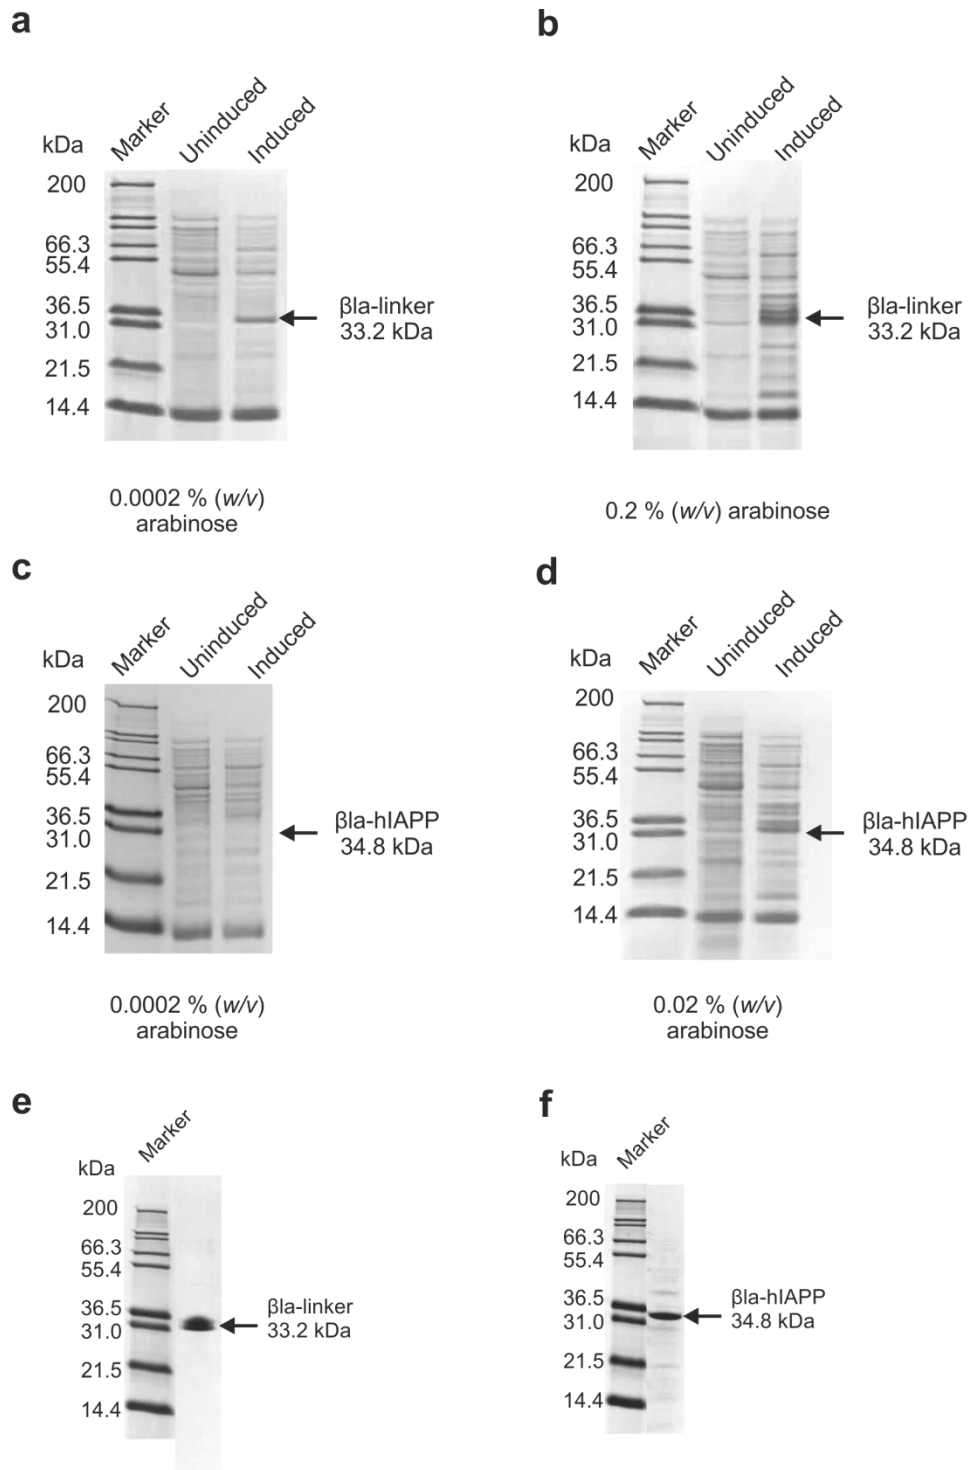 a
kDa
Marker
Uninduced
Induced
200
66.3
55.4
36.5
31.0
21.5
14.4
βla-linker
33.2 kDa
0.0002 % (w/v)
arabinose
b
kDa
Marker
Uninduced
Induced
200
66.3
55.4
36.5
31.0
21.5
14.4
βla-linker
33.2 kDa
0.2 % (w/v) arabinose
c
kDa
Marker
Uninduced
Induced
200
66.3
55.4
36.5
31.0
21.5
14.4
βla-hIAPP
34.8 kDa
0.0002 % (w/v)
arabinose
d
kDa
Marker
Uninduced
Induced
200
66.3
55.4
36.5
31.0
21.5
14.4
βla-hIAPP
34.8 kDa
0.02 % (w/v)
arabinose
e
kDa
Marker
200
66.3
55.4
36.5
31.0
21.5
14.4
βla-linker
33.2 kDa
f
kDa
Marker
200
66.3
55.4
36.5
31.0
21.5
14.4
βla-hIAPP
34.8 kDa